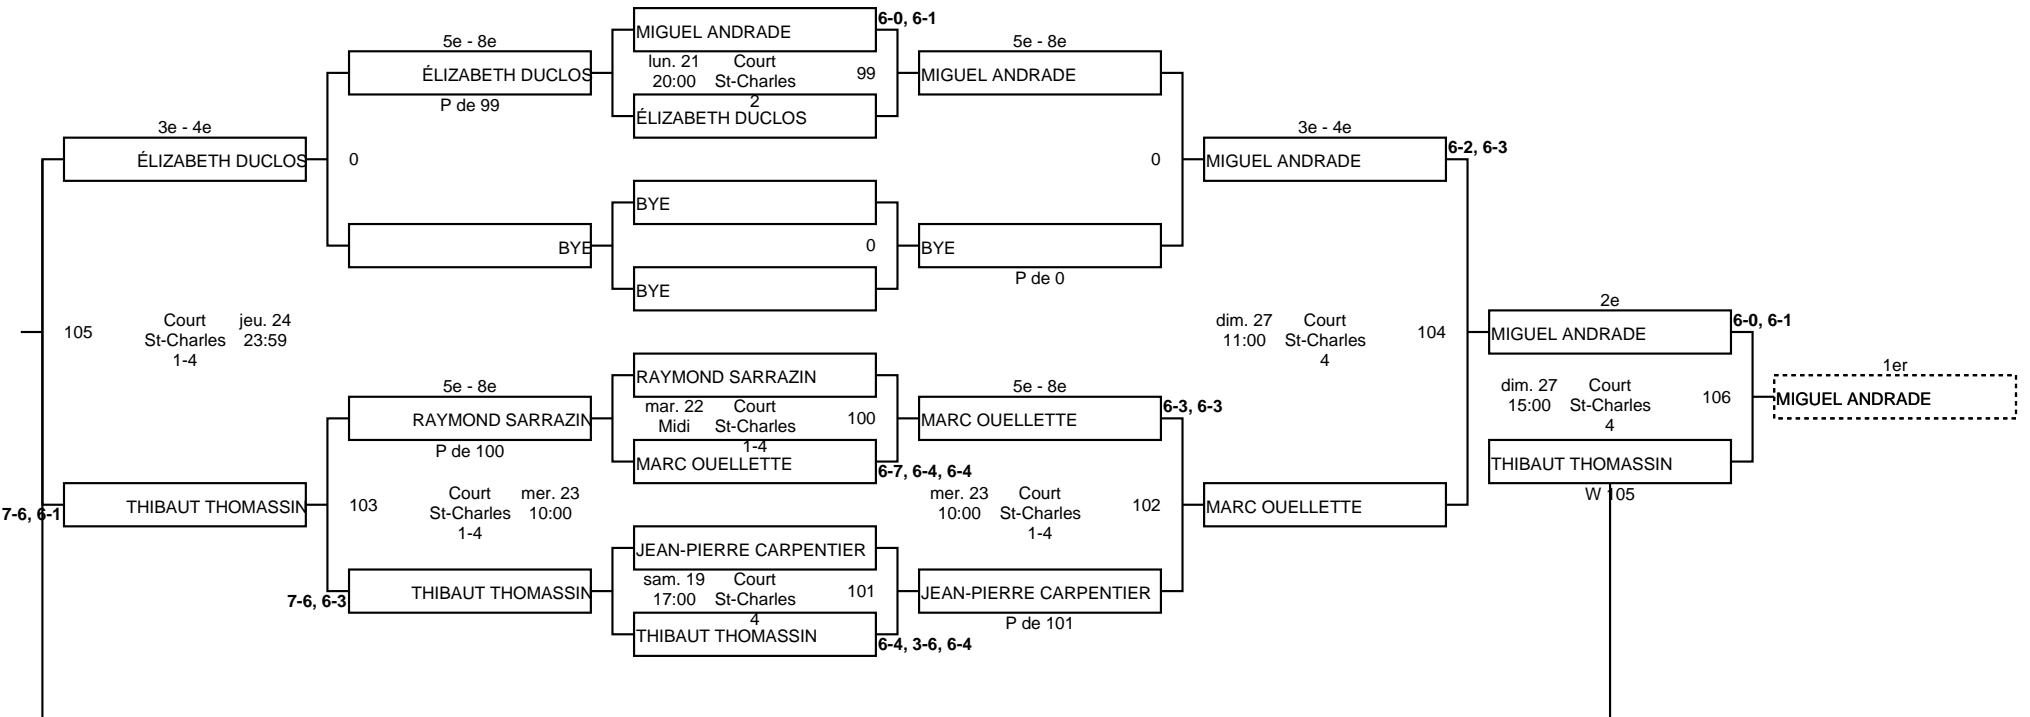 3e - 4e
ÉLIZABETH DUCLOS
0
105
Court jeu. 24
St-Charles 23:59
1-4
THIBAUT THOMASSIN
7-6, 6-1
5e - 8e
ÉLIZABETH DUCLOS
P de 99
BYE
5e - 8e
RAYMOND SARRAZIN
P de 100
103
Court mer. 23
St-Charles 10:00
1-4
THIBAUT THOMASSIN
7-6, 6-3
MIGUEL ANDRADE
6-0, 6-1
lun. 21 Court
20:00 St-Charles 99
2
ÉLIZABETH DUCLOS
BYE
0
BYE
RAYMOND SARRAZIN
mar. 22 Court
Midi St-Charles 100
1-4
MARC OUELLETTE
6-7, 6-4, 6-4
JEAN-PIERRE CARPENTIER
sam. 19 Court
17:00 St-Charles 101
4
THIBAUT THOMASSIN
6-4, 3-6, 6-4
5e - 8e
MIGUEL ANDRADE
0
BYE
P de 0
5e - 8e
MARC OUELLETTE
6-3, 6-3
mer. 23 Court
10:00 St-Charles 102
1-4
JEAN-PIERRE CARPENTIER
P de 101
3e - 4e
MIGUEL ANDRADE
6-2, 6-3
dim. 27 Court
11:00 St-Charles 104
4
MARC OUELLETTE
2e
MIGUEL ANDRADE
6-0, 6-1
dim. 27 Court
15:00 St-Charles 106
4
THIBAUT THOMASSIN
W 105
1er
MIGUEL ANDRADE